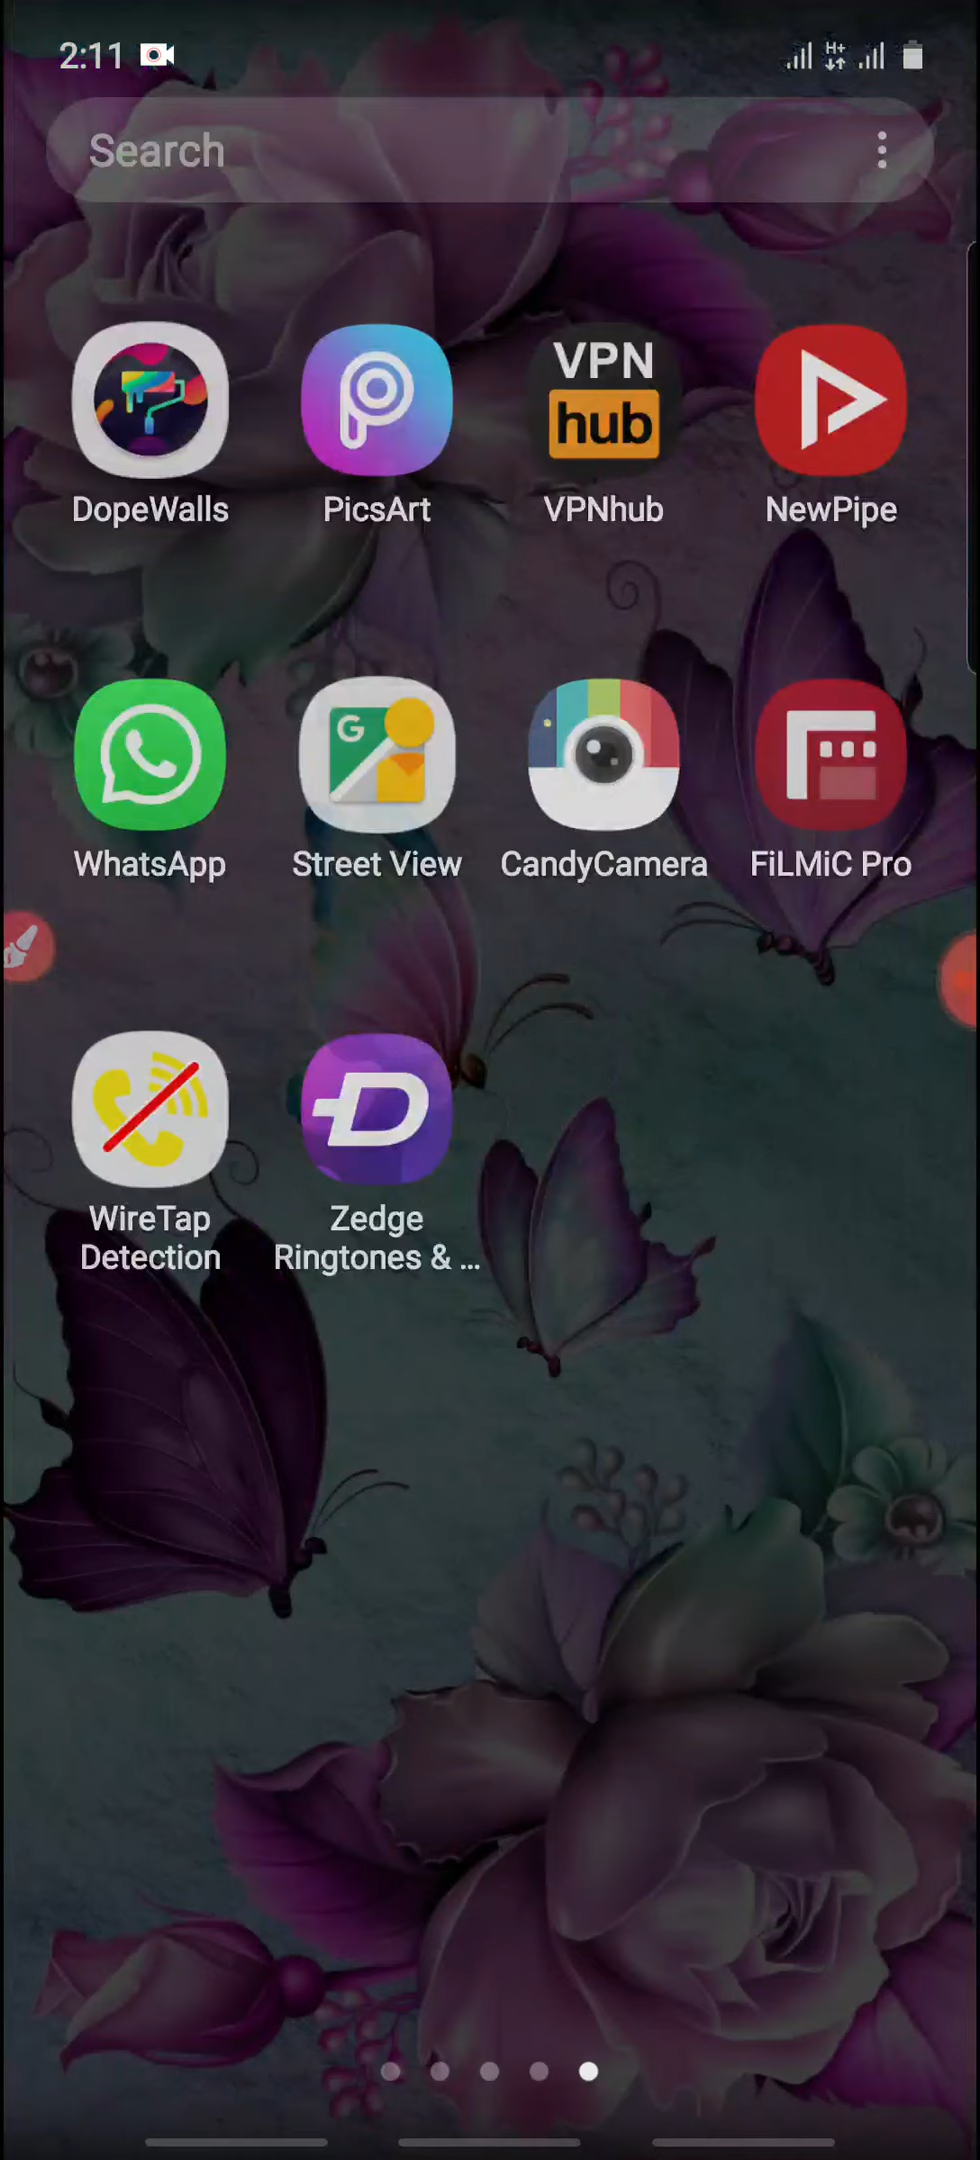 2:11
H+
Search
VPN
hub
DopeWalls PicsArt VPNhub NewPipe
G
WhatsApp Street View CandyCamera FiLMiC Pro
WireTap
Detection
Zedge
Ringtones & ...